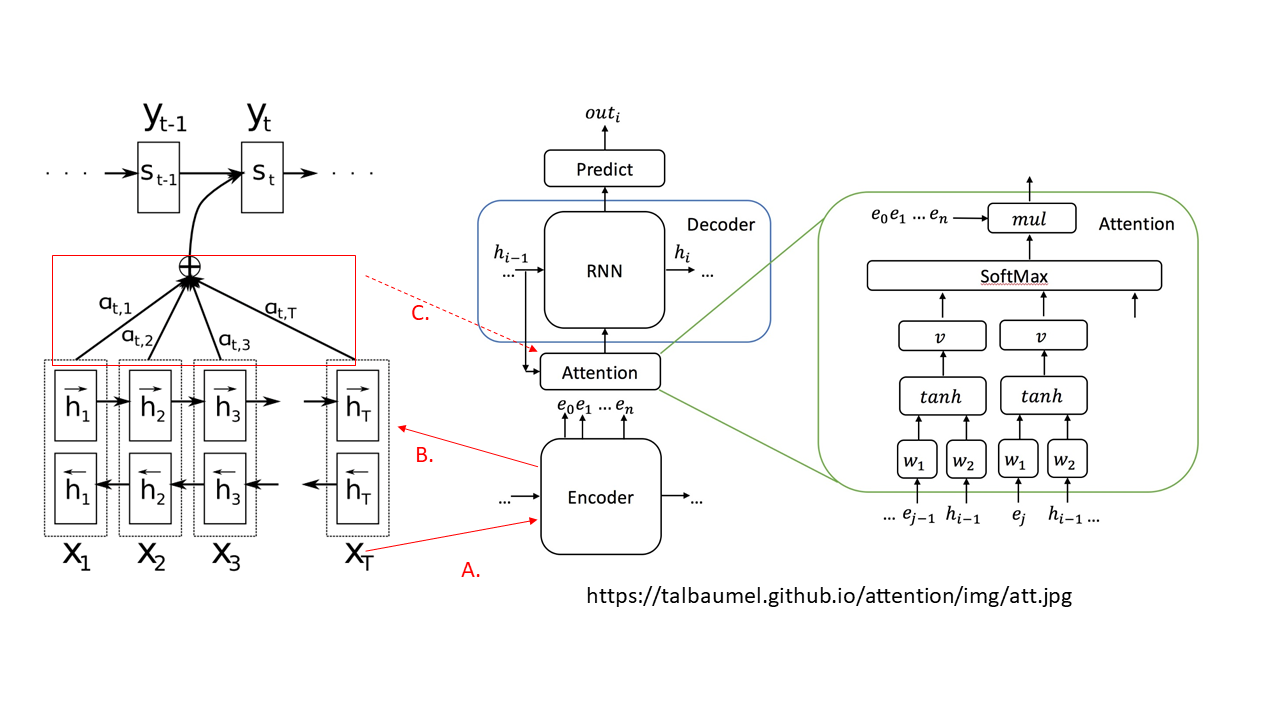 y_{t-1} y_t
. . . s_{t-1} s_t . . .
a_{t,1} a_{t,2} a_{t,3} a_{t,T}
\overrightarrow{h}_1 \overrightarrow{h}_2 \overrightarrow{h}_3 \overrightarrow{h}_T
\overleftarrow{h}_1 \overleftarrow{h}_2 \overleftarrow{h}_3 \overleftarrow{h}_T
x_1 x_2 x_3 x_T
A.
B.
C.
out_i
Predict
Decoder
h_{i-1} RNN h_i
... ...
Attention
e_0 e_1 ... e_n
Encoder
... ...
e_0 e_1 ... e_n mul Attention
SoftMax
v v
tanh tanh
w_1 w_2 w_1 w_2
... e_{j-1} h_{i-1} e_j h_{i-1} ...
https://talbaumel.github.io/attention/img/att.jpg